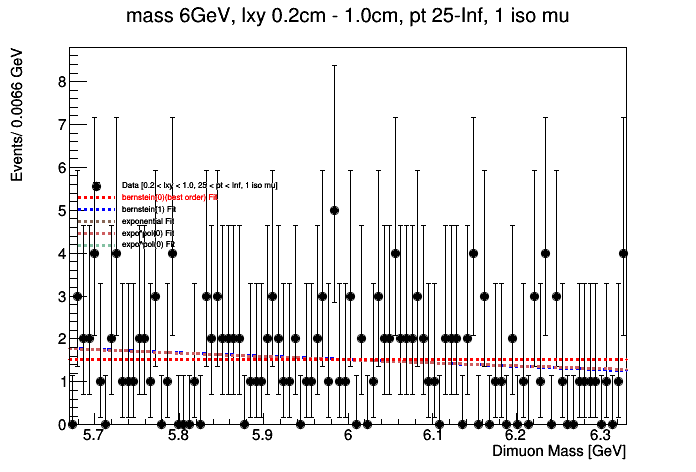 mass 6GeV, lxy 0.2cm - 1.0cm, pt 25-Inf, 1 iso mu
Events/ 0.0066 GeV
8
7
6
5
4
3
2
1
0
Data [0.2 < lxy < 1.0, 25 < pt < Inf, 1 iso mu]
bernstein(0)(best order) Fit
bernstein(1) Fit
exponential Fit
expo*pol(0) Fit
expo*pol(0) Fit
5.7 5.8 5.9 6 6.1 6.2 6.3
Dimuon Mass [GeV]